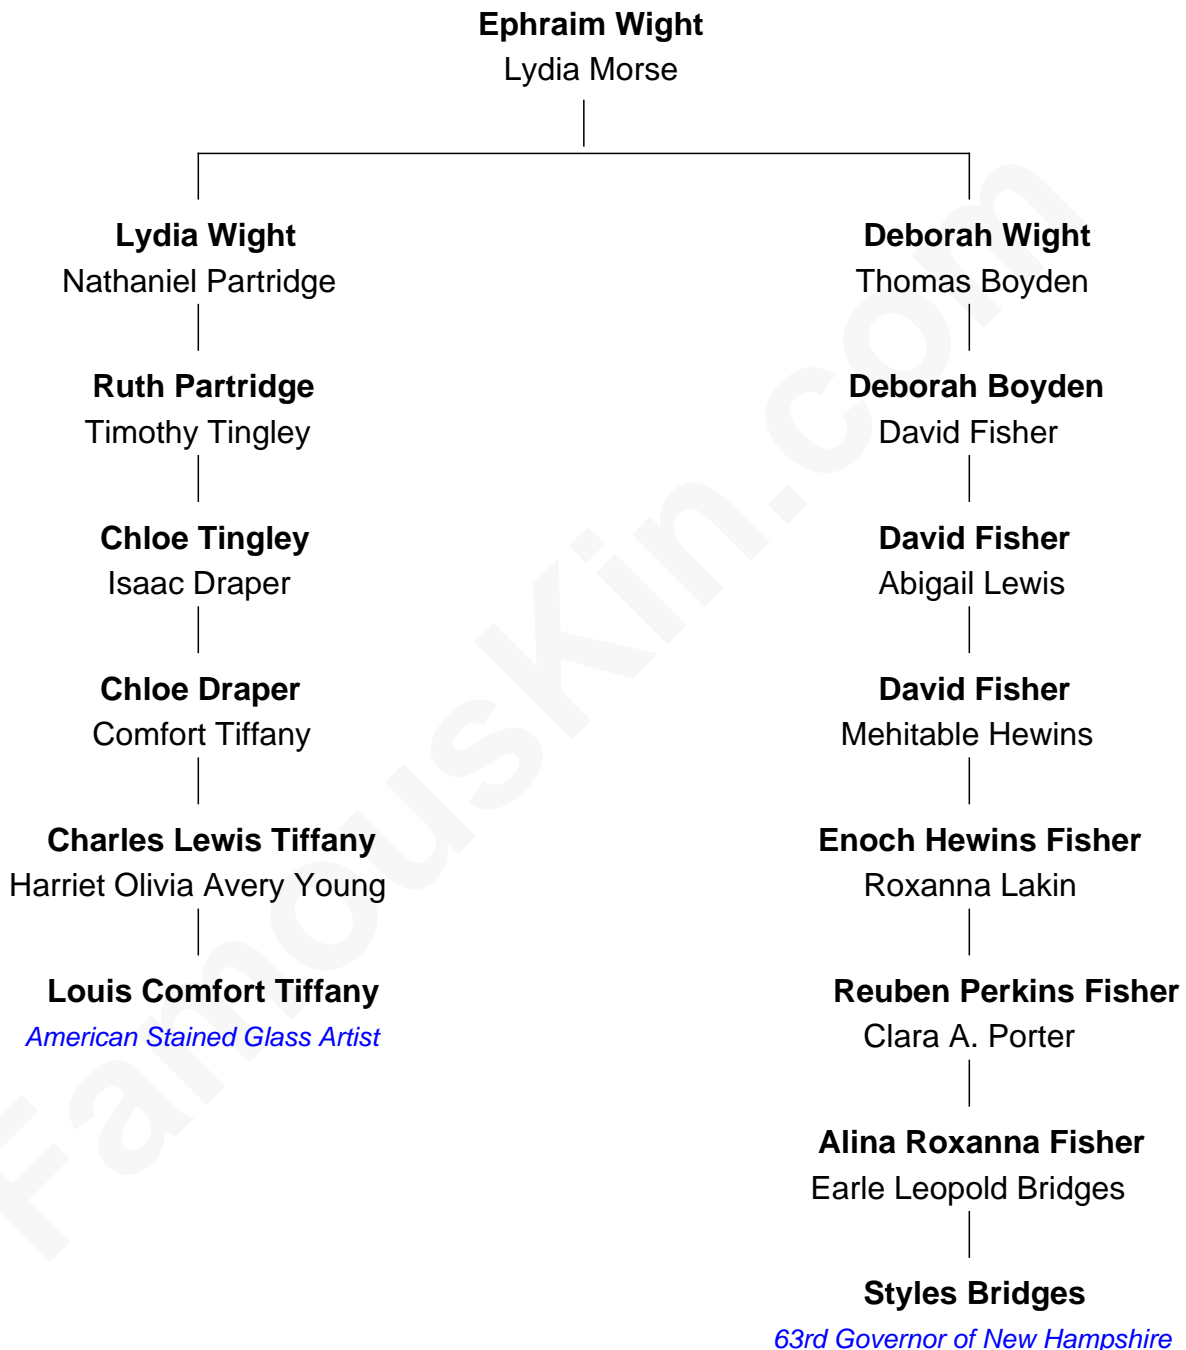 Ephraim Wight
Lydia Morse
Lydia Wight
Nathaniel Partridge
Ruth Partridge
Timothy Tingley
Chloe Tingley
Isaac Draper
Chloe Draper
Comfort Tiffany
Charles Lewis Tiffany
Harriet Olivia Avery Young
Louis Comfort Tiffany
American Stained Glass Artist
Deborah Wight
Thomas Boyden
Deborah Boyden
David Fisher
David Fisher
Abigail Lewis
David Fisher
Mehitable Hewins
Enoch Hewins Fisher
Roxanna Lakin
Reuben Perkins Fisher
Clara A. Porter
Alina Roxanna Fisher
Earle Leopold Bridges
Styles Bridges
63rd Governor of New Hampshire
FamousKin.com